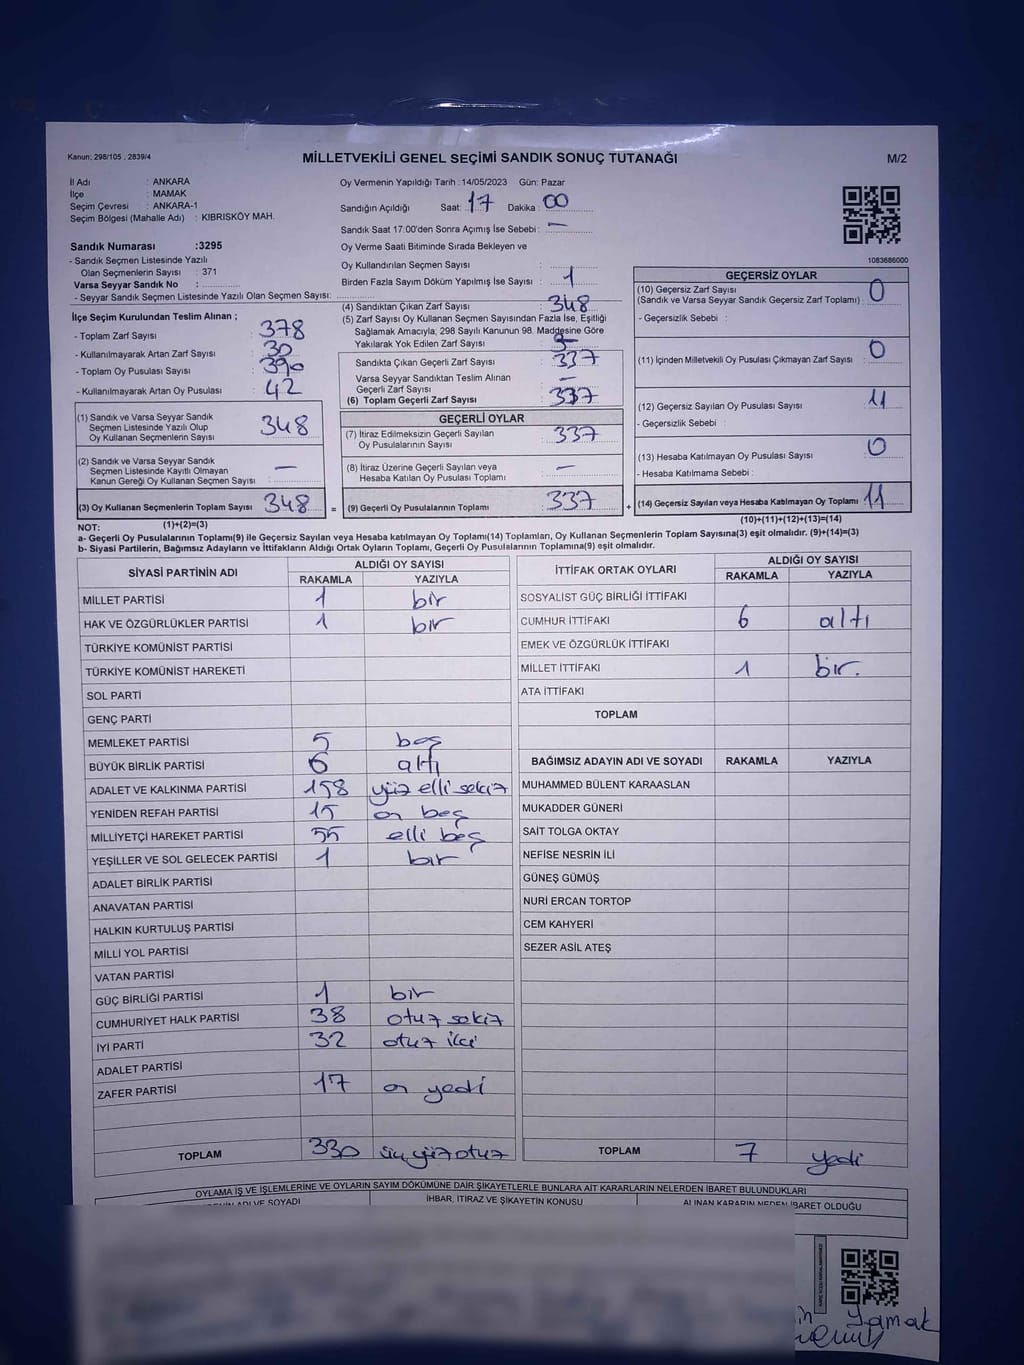 Kanun: 298/105 , 2839/4
MİLLETVEKİLİ GENEL SEÇİMİ SANDIK SONUÇ TUTANAĞI
M/2
İl Adı : ANKARA
İlçe : MAMAK
Seçim Çevresi : ANKARA-1
Seçim Bölgesi (Mahalle Adı) : KIBRISKÖY MAH.
Oy Vermenin Yapıldığı Tarih :14/05/2023 Gün: Pazar
Sandığın Açıldığı Saat: 17 Dakika : 00
Sandık Saat 17:00'den Sonra Açımış İse Sebebi : —
Oy Verme Saati Bitiminde Sırada Bekleyen ve
Oy Kullandırılan Seçmen Sayısı :
Birden Fazla Sayım Döküm Yapılmış İse Sayısı : 1
1083686000
Sandık Numarası :3295
- Sandık Seçmen Listesinde Yazılı
Olan Seçmenlerin Sayısı : 371
Varsa Seyyar Sandık No :
- Seyyar Sandık Seçmen Listesinde Yazılı Olan Seçmen Sayısı:
İlçe Seçim Kurulundan Teslim Alınan ;
- Toplam Zarf Sayısı : 378
- Kullanılmayarak Artan Zarf Sayısı : 30
- Toplam Oy Pusulası Sayısı : 390
- Kullanılmayarak Artan Oy Pusulası : 42
(1) Sandık ve Varsa Seyyar Sandık
Seçmen Listesinde Yazılı Olup
Oy Kullanan Seçmenlerin Sayısı : 348
(2) Sandık ve Varsa Seyyar Sandık
Seçmen Listesinde Kayıtlı Olmayan
Kanun Gereği Oy Kullanan Seçmen Sayısı : —
(3) Oy Kullanan Seçmenlerin Toplam Sayısı : 348
(4) Sandıktan Çıkan Zarf Sayısı : 348
(5) Zarf Sayısı Oy Kullanan Seçmen Sayısından Fazla İse, Eşitliği
Sağlamak Amacıyla, 298 Sayılı Kanunun 98. Maddesine Göre
Yakılarak Yok Edilen Zarf Sayısı :
Sandıkta Çıkan Geçerli Zarf Sayısı : 337
Varsa Seyyar Sandıktan Teslim Alınan
Geçerli Zarf Sayısı : —
(6) Toplam Geçerli Zarf Sayısı : 337
GEÇERLİ OYLAR
(7) İtiraz Edilmeksizin Geçerli Sayılan
Oy Pusulalarının Sayısı : 337
(8) İtiraz Üzerine Geçerli Sayılan veya
Hesaba Katılan Oy Pusulası Toplamı : —
= (9) Geçerli Oy Pusulalarının Toplamı : 337 +
GEÇERSİZ OYLAR
(10) Geçersiz Zarf Sayısı
(Sandık ve Varsa Seyyar Sandık Geçersiz Zarf Toplamı) : 0
- Geçersizlik Sebebi :
(11) İçinden Milletvekili Oy Pusulası Çıkmayan Zarf Sayısı : 0
(12) Geçersiz Sayılan Oy Pusulası Sayısı : 11
- Geçersizlik Sebebi :
(13) Hesaba Katılmayan Oy Pusulası Sayısı : 0
- Hesaba Katılmama Sebebi :
(14) Geçersiz Sayılan veya Hesaba Katılmayan Oy Toplamı : 11
NOT: (1)+(2)=(3)
(10)+(11)+(12)+(13)=(14)
a- Geçerli Oy Pusulalarının Toplamı(9) ile Geçersiz Sayılan veya Hesaba katılmayan Oy Toplamı(14) Toplamları, Oy Kullanan Seçmenlerin Toplam Sayısına(3) eşit olmalıdır. (9)+(14)=(3)
b- Siyasi Partilerin, Bağımsız Adayların ve İttifakların Aldığı Ortak Oyların Toplamı, Geçerli Oy Pusulalarının Toplamına(9) eşit olmalıdır.
SİYASİ PARTİNİN ADI ALDIĞI OY SAYISI
RAKAMLA YAZIYLA
MİLLET PARTİSİ 1 bir
HAK VE ÖZGÜRLÜKLER PARTİSİ 1 bir
TÜRKİYE KOMÜNİST PARTİSİ
TÜRKİYE KOMÜNİST HAREKETİ
SOL PARTİ
GENÇ PARTİ
MEMLEKET PARTİSİ 5 beş
BÜYÜK BİRLİK PARTİSİ 6 altı
ADALET VE KALKINMA PARTİSİ 158 yüz elli sekiz
YENİDEN REFAH PARTİSİ 15 on beş
MİLLİYETÇİ HAREKET PARTİSİ 55 elli beş
YEŞİLLER VE SOL GELECEK PARTİSİ 1 bir
ADALET BİRLİK PARTİSİ
ANAVATAN PARTİSİ
HALKIN KURTULUŞ PARTİSİ
MİLLİ YOL PARTİSİ
VATAN PARTİSİ
GÜÇ BİRLİĞİ PARTİSİ 1 bir
CUMHURİYET HALK PARTİSİ 38 otuz sekiz
İYİ PARTİ 32 otuz iki
ADALET PARTİSİ
ZAFER PARTİSİ 17 on yedi
TOPLAM 330 üç yüz otuz
İTTİFAK ORTAK OYLARI ALDIĞI OY SAYISI
RAKAMLA YAZIYLA
SOSYALİST GÜÇ BİRLİĞİ İTTİFAKI
CUMHUR İTTİFAKI 6 altı
EMEK VE ÖZGÜRLÜK İTTİFAKI
MİLLET İTTİFAKI 1 bir.
ATA İTTİFAKI
TOPLAM
BAĞIMSIZ ADAYIN ADI VE SOYADI RAKAMLA YAZIYLA
MUHAMMED BÜLENT KARAASLAN
MUKADDER GÜNERİ
SAİT TOLGA OKTAY
NEFİSE NESRİN İLİ
GÜNEŞ GÜMÜŞ
NURİ ERCAN TORTOP
CEM KAHYERİ
SEZER ASİL ATEŞ
TOPLAM 7 yedi
OYLAMA İŞ VE İŞLEMLERİNE VE OYLARIN SAYIM DÖKÜMÜNE DAİR ŞİKAYETLERLE BUNLARA AİT KARARLARIN NELERDEN İBARET BULUNDUKLARI
ADI VE SOYADI İHBAR, İTİRAZ VE ŞİKAYETİN KONUSU ALINAN KARARIN NEDEN İBARET OLDUĞU
Yamak